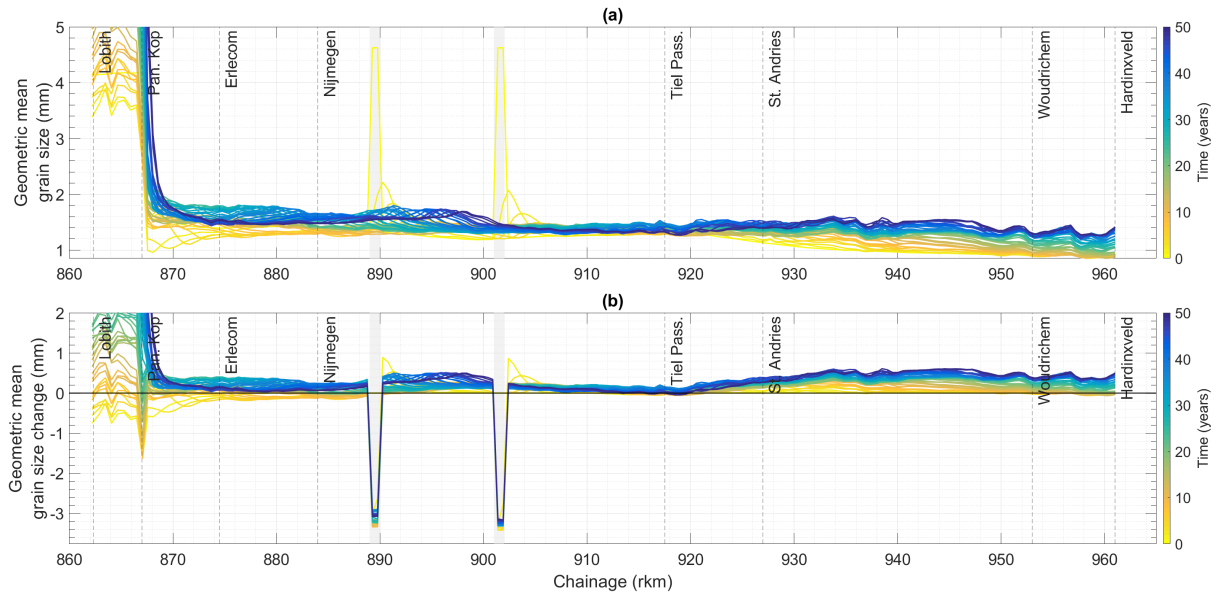 (a)
Geometric mean
grain size (mm)
5
4
3
2
1
Lobith
Pan. Kop
Erlecom
Nijmegen
Tiel Pass.
St. Andries
Woudrichem
Hardinxveld
860
870
880
890
900
910
920
930
940
950
960
50
40
30
20
10
0
Time (years)
(b)
Geometric mean
grain size change (mm)
2
1
0
-1
-2
-3
Lobith
Pan. Kop
Erlecom
Nijmegen
Tiel Pass.
St. Andries
Woudrichem
Hardinxveld
860
870
880
890
900
910
920
930
940
950
960
Chainage (rkm)
50
40
30
20
10
0
Time (years)